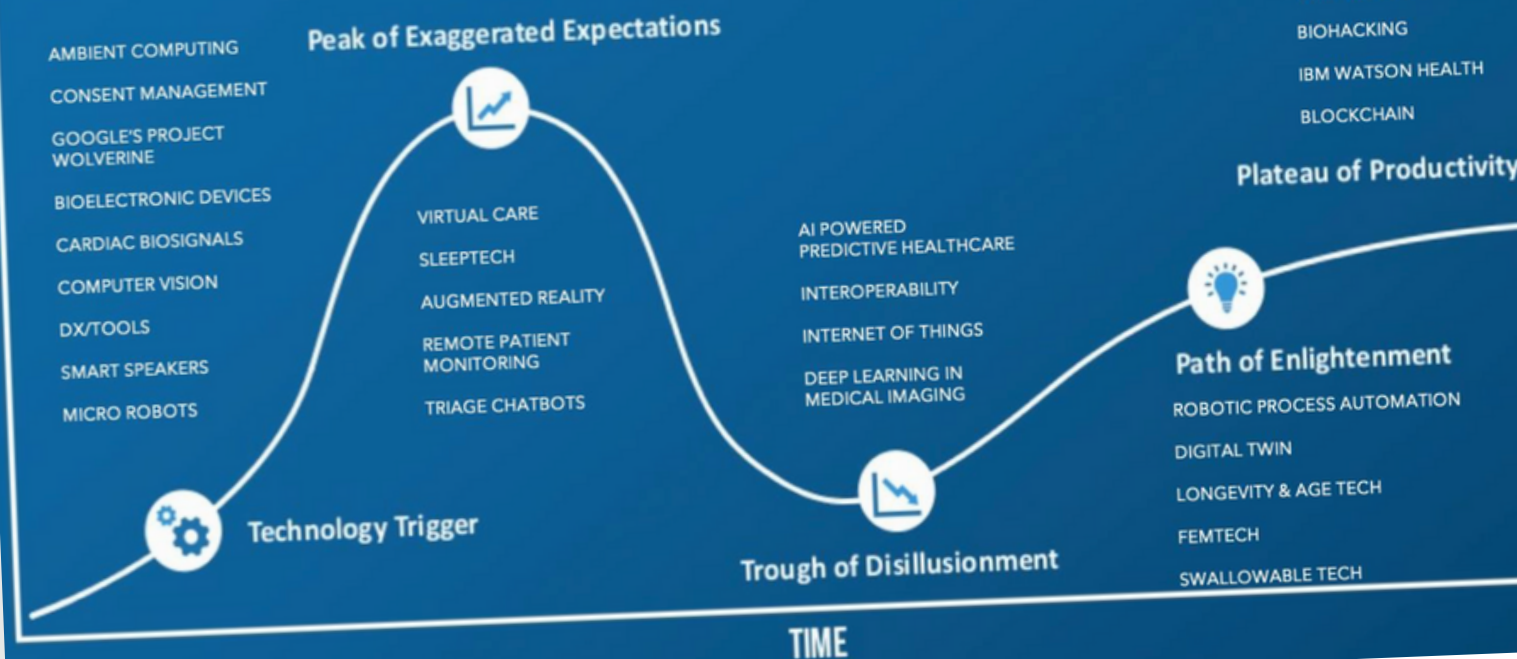 AMBIENT COMPUTING
CONSENT MANAGEMENT
GOOGLE'S PROJECT
WOLVERINE
BIOELECTRONIC DEVICES
CARDIAC BIOSIGNALS
COMPUTER VISION
DX/TOOLS
SMART SPEAKERS
MICRO ROBOTS
Technology Trigger
Peak of Exaggerated Expectations
VIRTUAL CARE
SLEEPTECH
AUGMENTED REALITY
REMOTE PATIENT
MONITORING
TRIAGE CHATBOTS
AI POWERED
PREDICTIVE HEALTHCARE
INTEROPERABILITY
INTERNET OF THINGS
DEEP LEARNING IN
MEDICAL IMAGING
Trough of Disillusionment
BIOHACKING
IBM WATSON HEALTH
BLOCKCHAIN
Plateau of Productivity
Path of Enlightenment
ROBOTIC PROCESS AUTOMATION
DIGITAL TWIN
LONGEVITY & AGE TECH
FEMTECH
SWALLOWABLE TECH
TIME